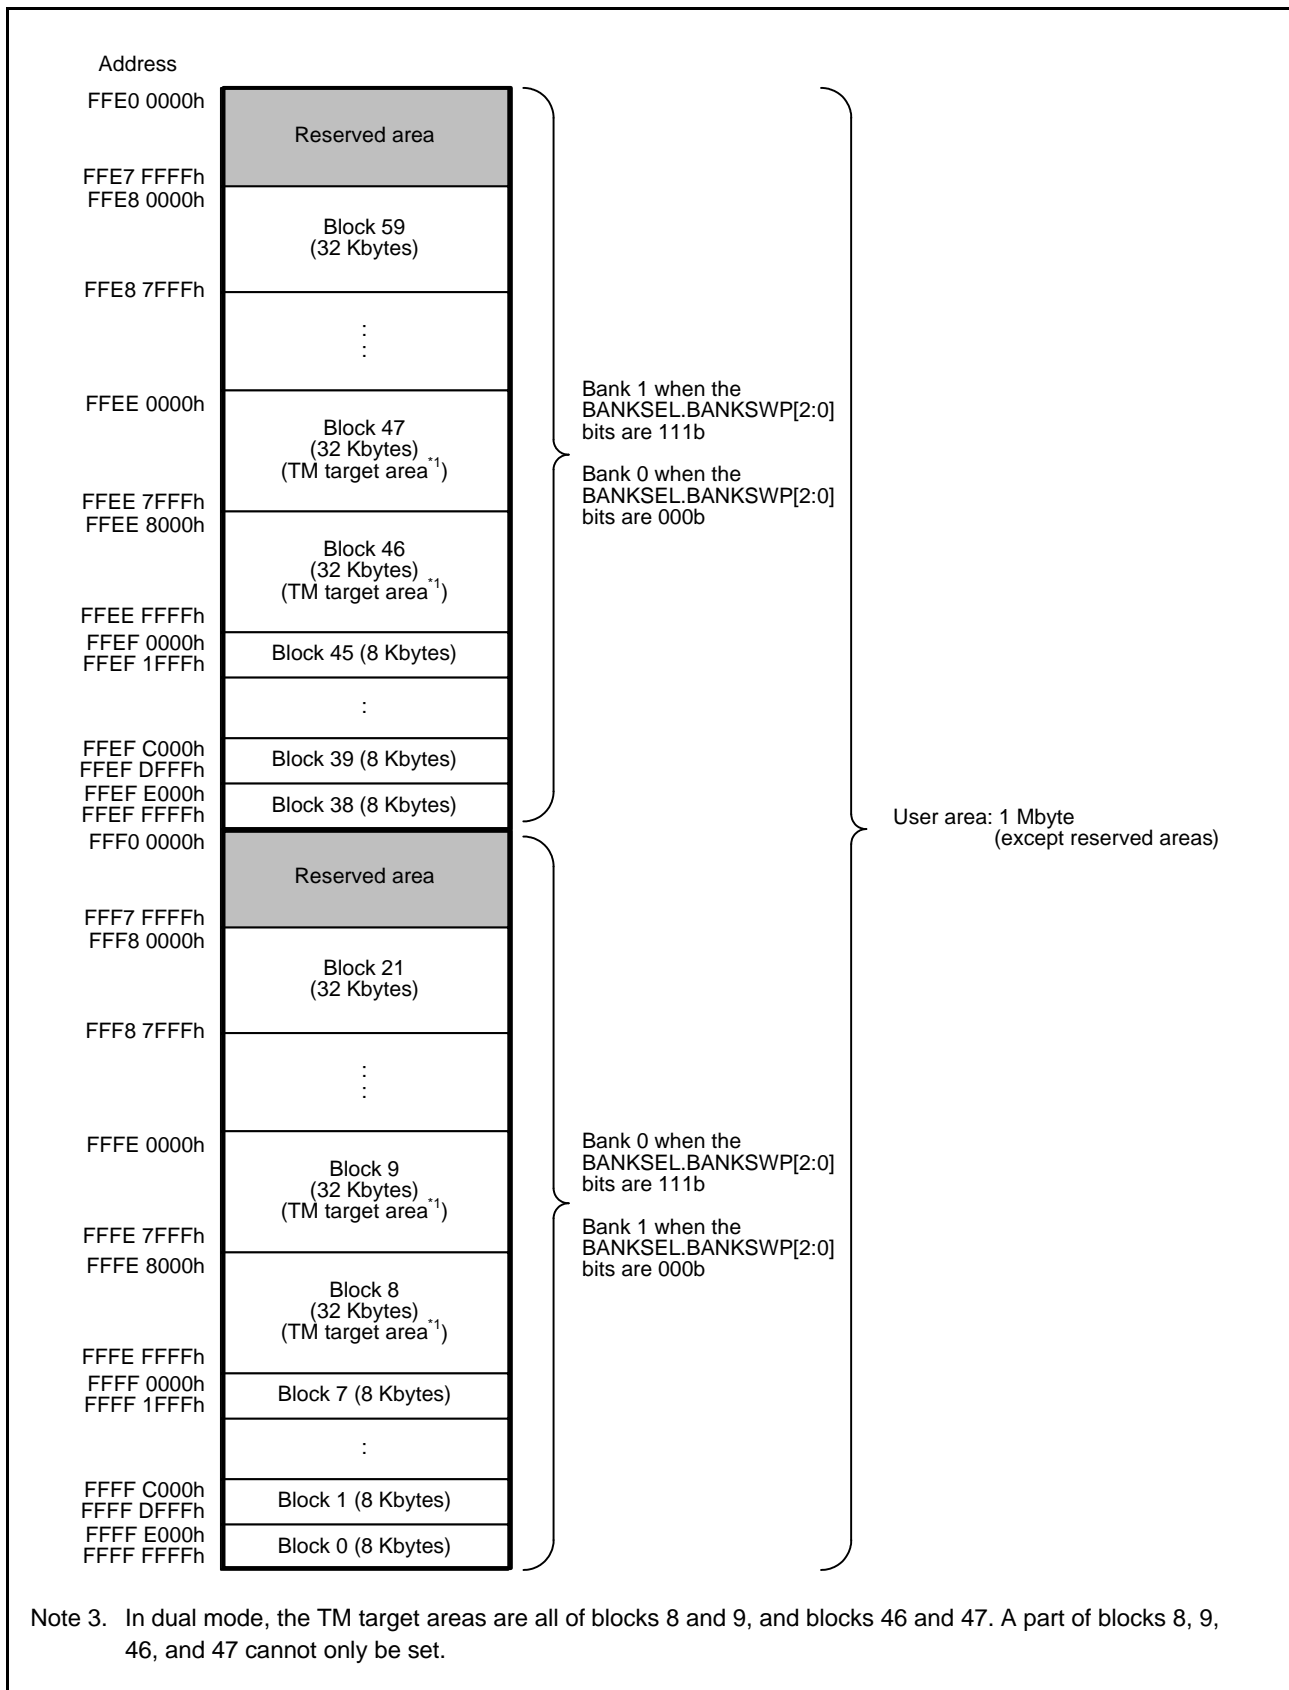 Address
FFE0 0000h
Reserved area
FFE7 FFFFh
FFE8 0000h
Block 59
(32 Kbytes)
FFE8 7FFFh
:
:
FFEE 0000h
Block 47
(32 Kbytes)
(TM target area*1)
FFEE 7FFFh
FFEE 8000h
Block 46
(32 Kbytes)
(TM target area*1)
FFEE FFFFh
FFEF 0000h
FFEF 1FFFh
Block 45 (8 Kbytes)
:
FFEF C000h
FFEF DFFFh
Block 39 (8 Kbytes)
FFEF E000h
FFEF FFFFh
Block 38 (8 Kbytes)
Bank 1 when the
BANKSEL.BANKSWP[2:0]
bits are 111b
Bank 0 when the
BANKSEL.BANKSWP[2:0]
bits are 000b
FFF0 0000h
Reserved area
FFF7 FFFFh
FFF8 0000h
Block 21
(32 Kbytes)
FFF8 7FFFh
:
:
FFFE 0000h
Block 9
(32 Kbytes)
(TM target area*1)
FFFE 7FFFh
FFFE 8000h
Block 8
(32 Kbytes)
(TM target area*1)
FFFE FFFFh
FFFF 0000h
FFFF 1FFFh
Block 7 (8 Kbytes)
:
FFFF C000h
FFFF DFFFh
Block 1 (8 Kbytes)
FFFF E000h
FFFF FFFFh
Block 0 (8 Kbytes)
Bank 0 when the
BANKSEL.BANKSWP[2:0]
bits are 111b
Bank 1 when the
BANKSEL.BANKSWP[2:0]
bits are 000b
User area: 1 Mbyte
(except reserved areas)
Note 3. In dual mode, the TM target areas are all of blocks 8 and 9, and blocks 46 and 47. A part of blocks 8, 9,
46, and 47 cannot only be set.